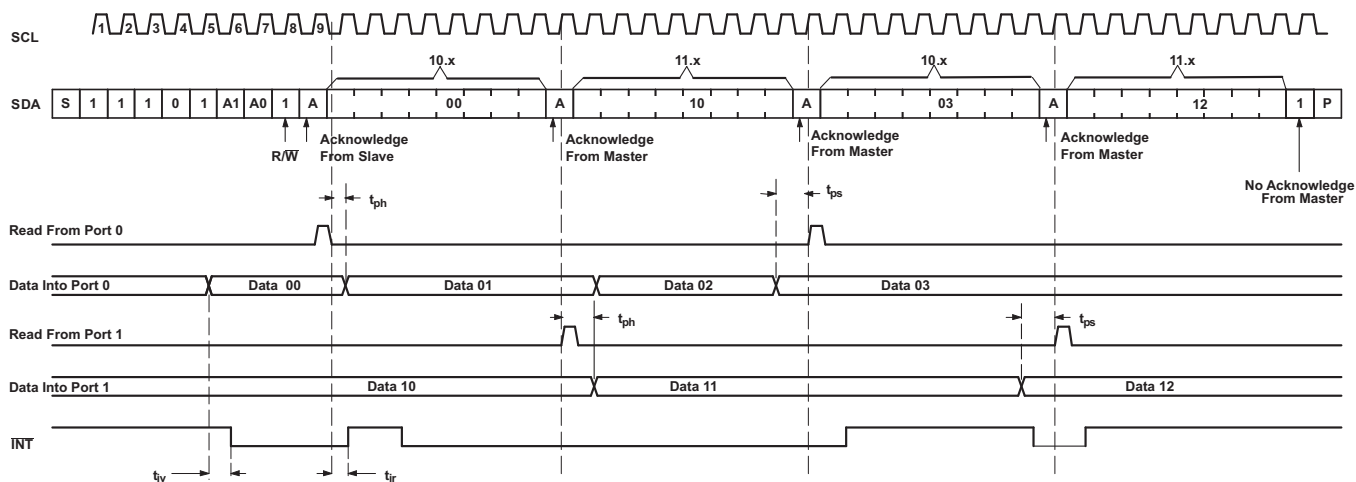 SCL 1 2 3 4 5 6 7 8 9
10.x 11.x 10.x 11.x
SDA S 1 1 1 0 1 A1 A0 1 A 00 A 10 A 03 A 12 1 P
R/W
Acknowledge
From Slave
Acknowledge
From Master
Acknowledge
From Master
Acknowledge
From Master
No Acknowledge
From Master
tph
tps
Read From Port 0
Data Into Port 0 Data 00 Data 01 Data 02 Data 03
tph
tps
Read From Port 1
Data Into Port 1 Data 10 Data 11 Data 12
INT
tiv
tir